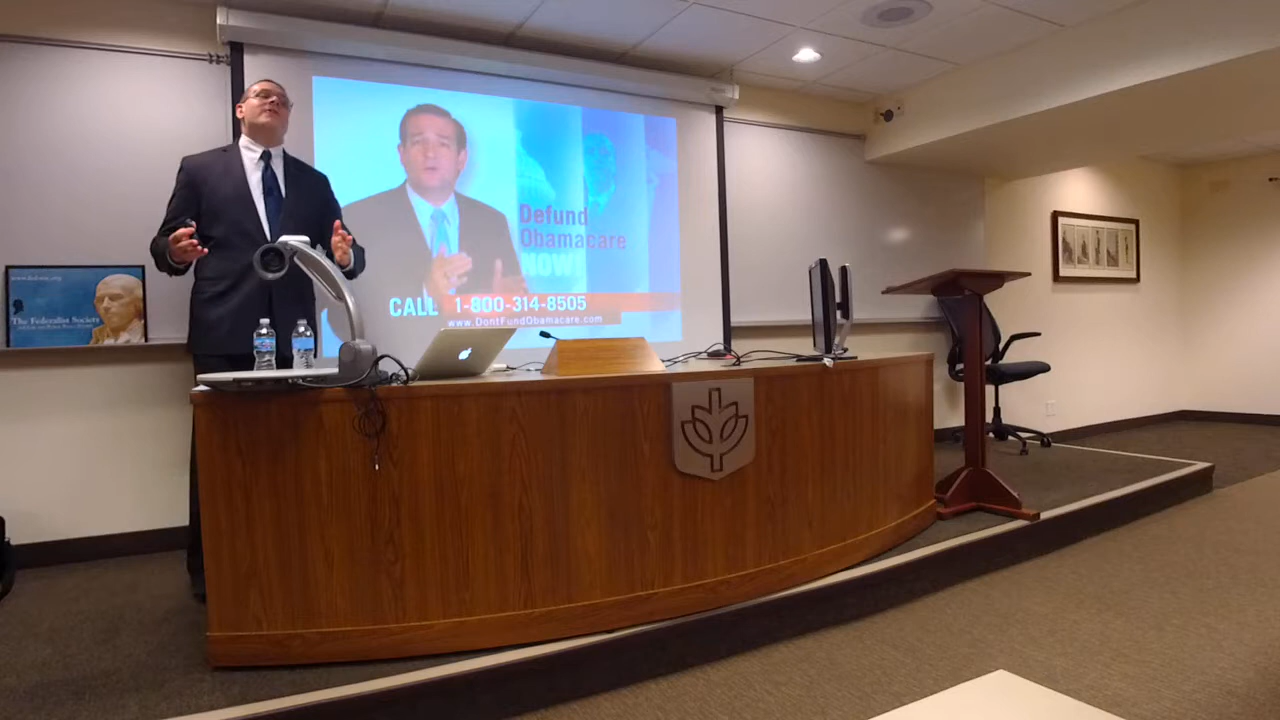 Defund
Obamacare
NOW!
CALL 1-800-314-8505
www.DontFundObamacare.com
The Federalist Society